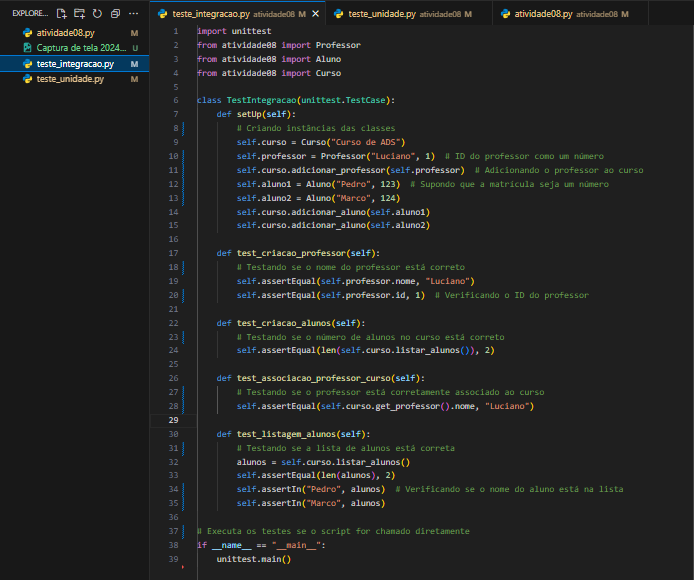 EXPLORE... 
atividade08.py M
Captura de tela 2024... U
teste_integracao.py M
teste_unidade.py M
teste_integracao.py atividade08 M
teste_unidade.py atividade08 M
atividade08.py atividade08 M
1 import unittest
2 from atividade08 import Professor
3 from atividade08 import Aluno
4 from atividade08 import Curso
5
6 class TestIntegracao(unittest.TestCase):
7 def setUp(self):
8 # Criando instâncias das classes
9 self.curso = Curso("Curso de ADS")
10 self.professor = Professor("Luciano", 1) # ID do professor como um número
11 self.curso.adicionar_professor(self.professor) # Adicionando o professor ao curso
12 self.aluno1 = Aluno("Pedro", 123) # Supondo que a matrícula seja um número
13 self.aluno2 = Aluno("Marco", 124)
14 self.curso.adicionar_aluno(self.aluno1)
15 self.curso.adicionar_aluno(self.aluno2)
16
17 def test_criacao_professor(self):
18 # Testando se o nome do professor está correto
19 self.assertEqual(self.professor.nome, "Luciano")
20 self.assertEqual(self.professor.id, 1) # Verificando o ID do professor
21
22 def test_criacao_alunos(self):
23 # Testando se o número de alunos no curso está correto
24 self.assertEqual(len(self.curso.listar_alunos()), 2)
25
26 def test_associacao_professor_curso(self):
27 # Testando se o professor está corretamente associado ao curso
28 self.assertEqual(self.curso.get_professor().nome, "Luciano")
29
30 def test_listagem_alunos(self):
31 # Testando se a lista de alunos está correta
32 alunos = self.curso.listar_alunos()
33 self.assertEqual(len(alunos), 2)
34 self.assertIn("Pedro", alunos) # Verificando se o nome do aluno está na lista
35 self.assertIn("Marco", alunos)
36
37 # Executa os testes se o script for chamado diretamente
38 if __name__ == "__main__":
39 unittest.main()